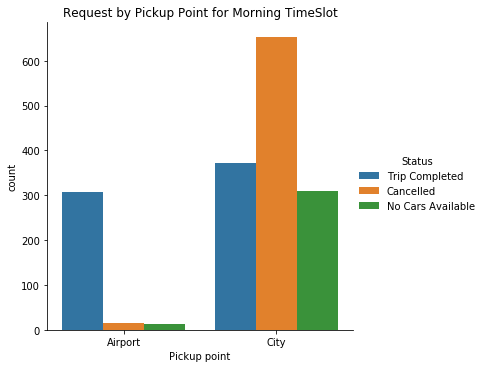 Request by Pickup Point for Morning TimeSlot
count
600
500
400
300
200
100
0
Airport
City
Pickup point
Status
Trip Completed
Cancelled
No Cars Available